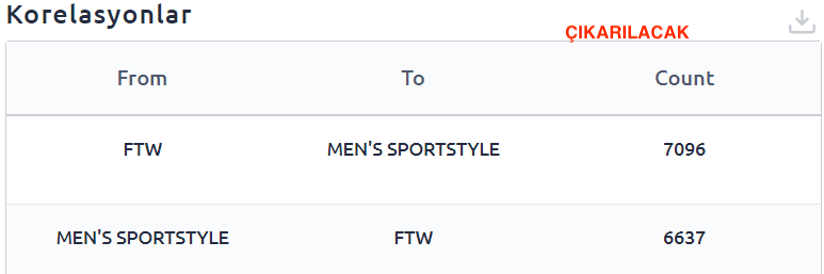 Korelasyonlar
ÇIKARILACAK
From To Count
FTW MEN'S SPORTSTYLE 7096
MEN'S SPORTSTYLE FTW 6637